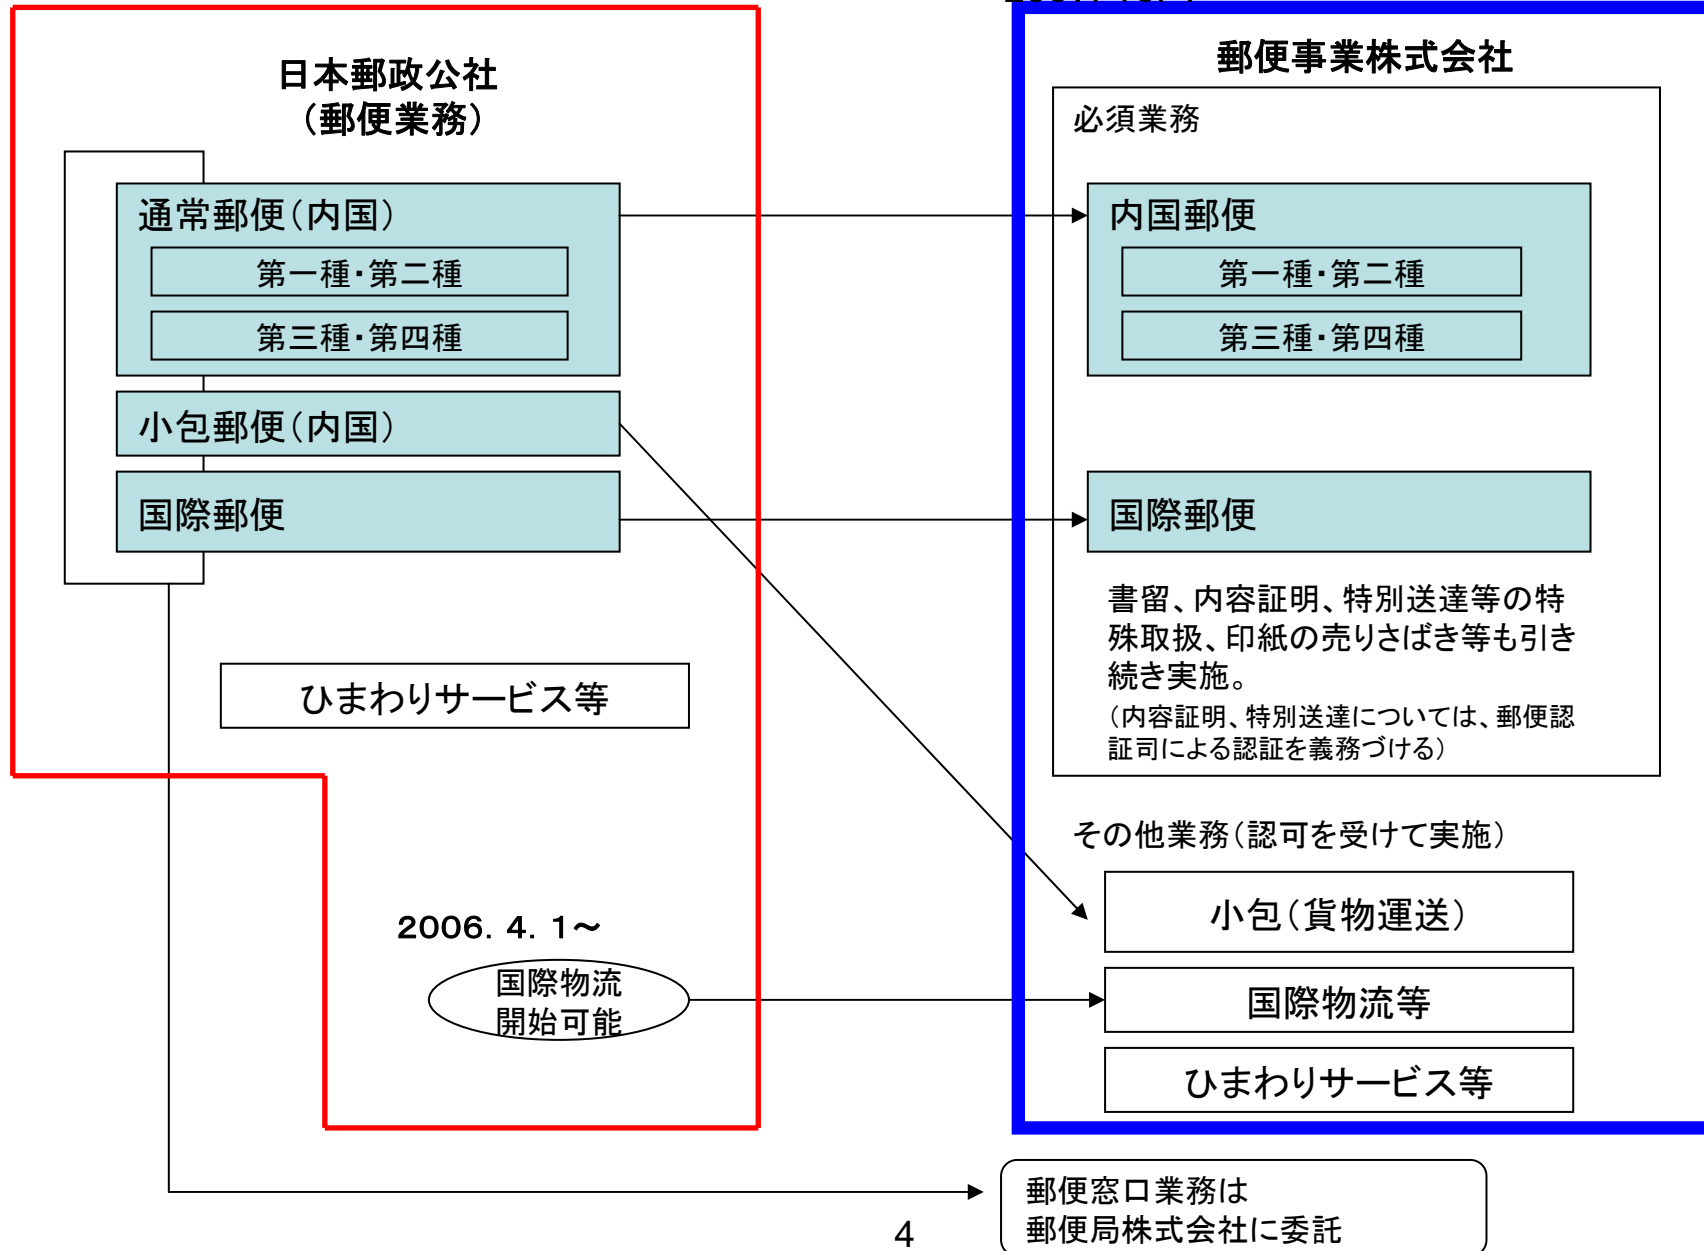 日本郵政公社
（郵便業務）
通常郵便（内国）
第一種・第二種
第三種・第四種
小包郵便（内国）
国際郵便
ひまわりサービス等
2006．4．1～
国際物流
開始可能
郵便事業株式会社
必須業務
内国郵便
第一種・第二種
第三種・第四種
国際郵便
書留、内容証明、特別送達等の特
殊取扱、印紙の売りさばき等も引き
続き実施。
（内容証明、特別送達については、郵便認
証司による認証を義務づける）
その他業務（認可を受けて実施）
小包（貨物運送）
国際物流等
ひまわりサービス等
郵便窓口業務は
郵便局株式会社に委託
4